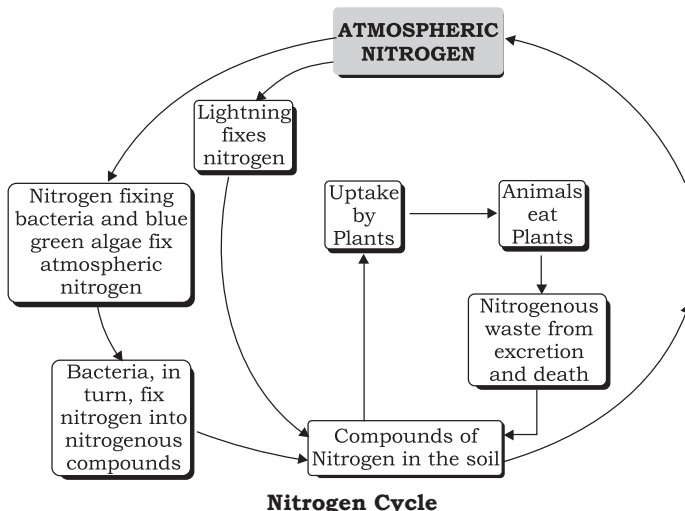 ATMOSPHERIC
NITROGEN
Lightning
fixes
nitrogen
Nitrogen fixing
bacteria and blue
green algae fix
atmospheric
nitrogen
Uptake
by
Plants
Animals
eat
Plants
Nitrogenous
waste from
excretion
and death
Bacteria, in
turn, fix
nitrogen into
nitrogenous
compounds
Compounds of
Nitrogen in the soil
Nitrogen Cycle